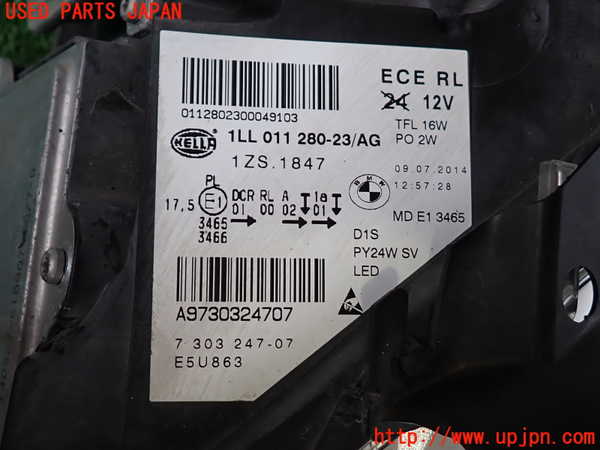 USED PARTS JAPAN
ECE RL
24 12V
0112802300049103
TFL 16W
HELLA
1LL 011 280-23/AG
PO 2W
1ZS.1847
09.07.2014
BMW
12:57:28
PL
17,5 E1 DCR RL A 1a
01 00 02 01
MD E1 3465
3465
3466
D1S
PY24W SV
LED
A9730324707
7 303 247-07
E5U863
http://www.upjpn.com/